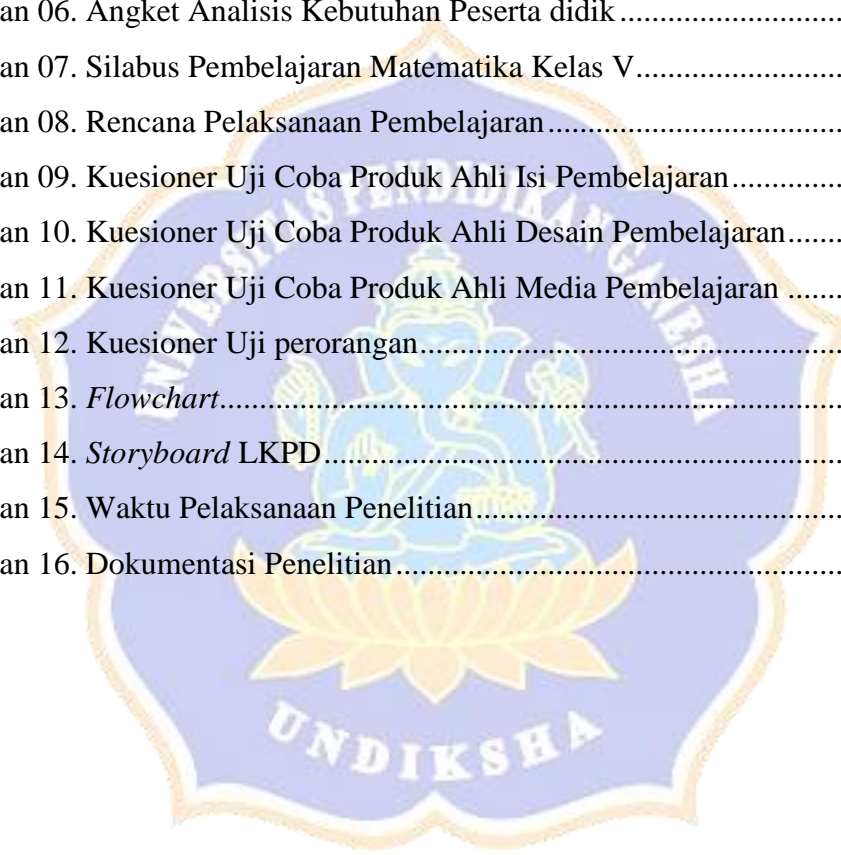 an 06. Angket Analisis Kebutuhan Peserta didik ............................
an 07. Silabus Pembelajaran Matematika Kelas V..........................
an 08. Rencana Pelaksanaan Pembelajaran.....................................
an 09. Kuesioner Uji Coba Produk Ahli Isi Pembelajaran..............
an 10. Kuesioner Uji Coba Produk Ahli Desain Pembelajaran.......
an 11. Kuesioner Uji Coba Produk Ahli Media Pembelajaran .......
an 12. Kuesioner Uji perorangan.....................................................
an 13. Flowchart..............................................................................
an 14. Storyboard LKPD.................................................................
an 15. Waktu Pelaksanaan Penelitian..............................................
an 16. Dokumentasi Penelitian........................................................
UNIVERSITAS PENDIDIKAN GANESHA
UNDIKSHA